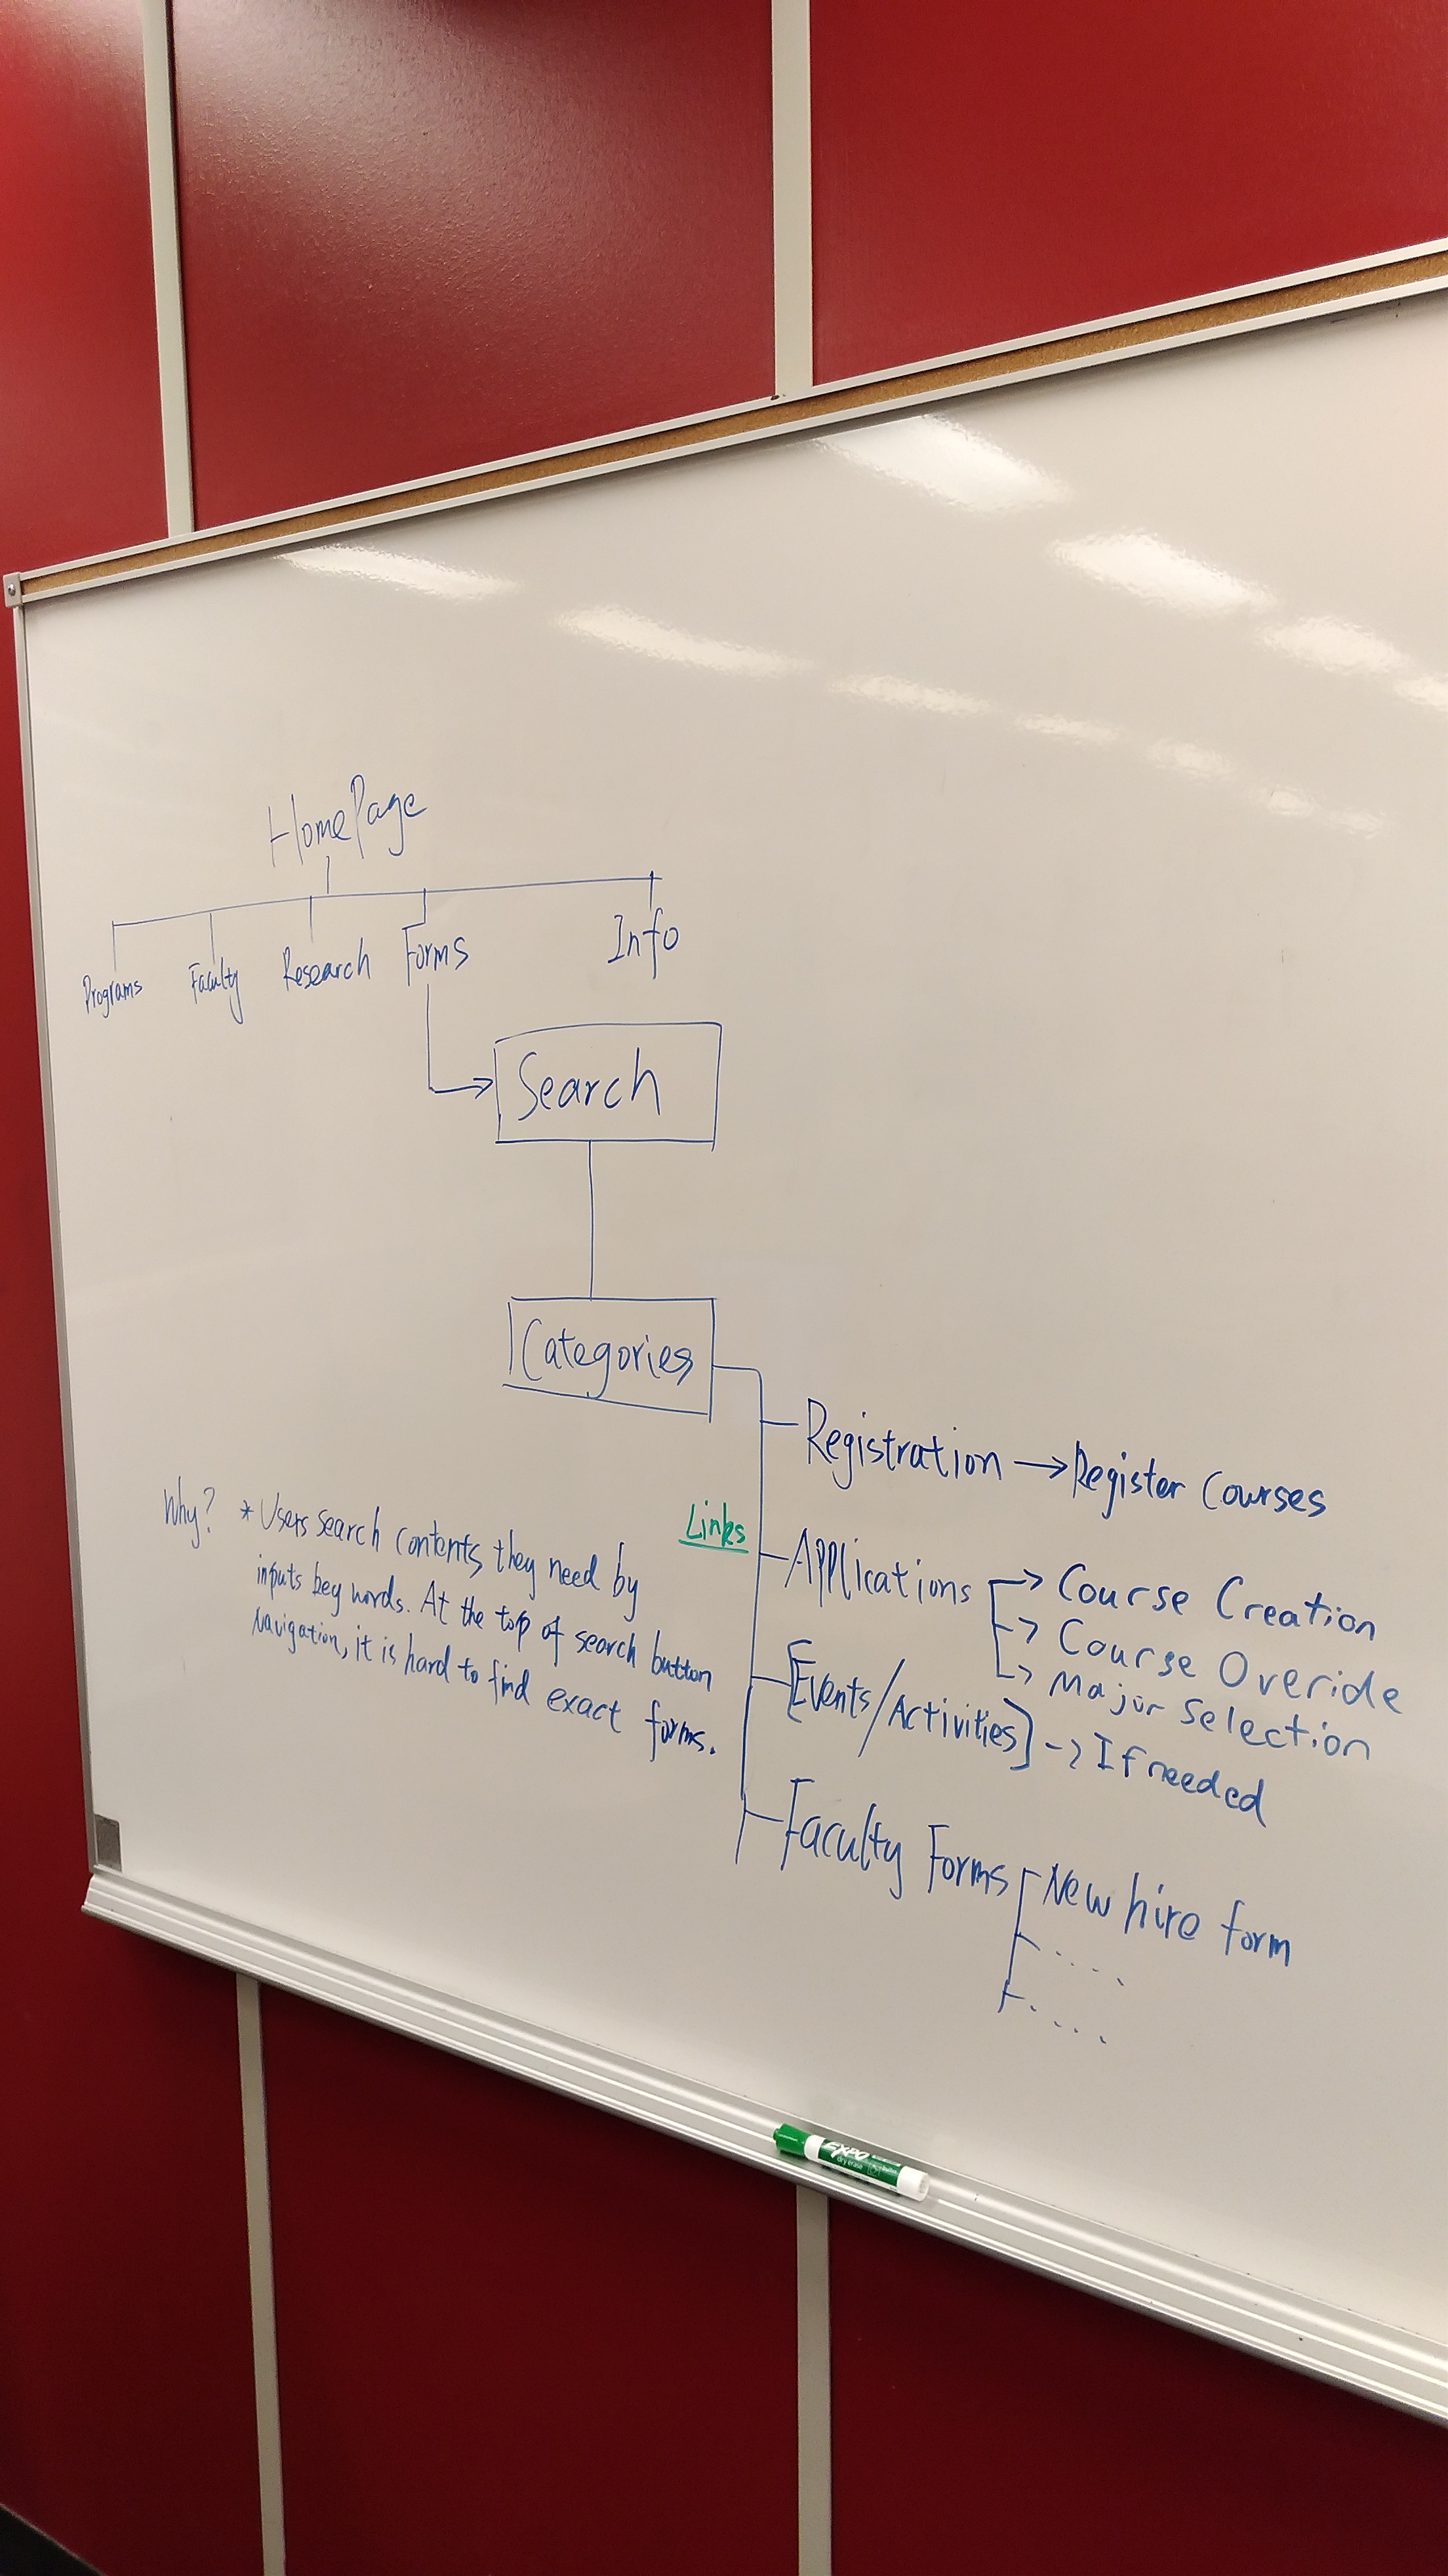 HomePage
Programs Faculty Research Forms Info
Search
Categories
Registration → Register Courses
Links
Applications → Course Creation
→ Course Overide
→ Major Selection
[Events/Activities] -> If needed
Faculty Forms New hire form
.....
.....
Why? * Users search contents they need by
inputs bey words. At the top of search button
navigation, it is hard to find exact forms.
EXPO
dry erase